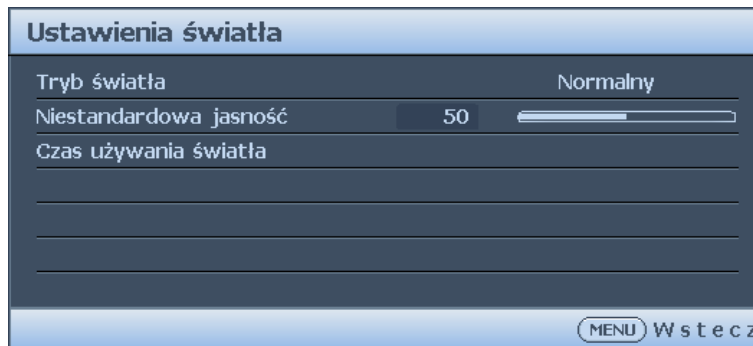 Ustawienia światła
Tryb światła Normalny
Niestandardowa jasność 50
Czas używania światła
MENU Wstecz